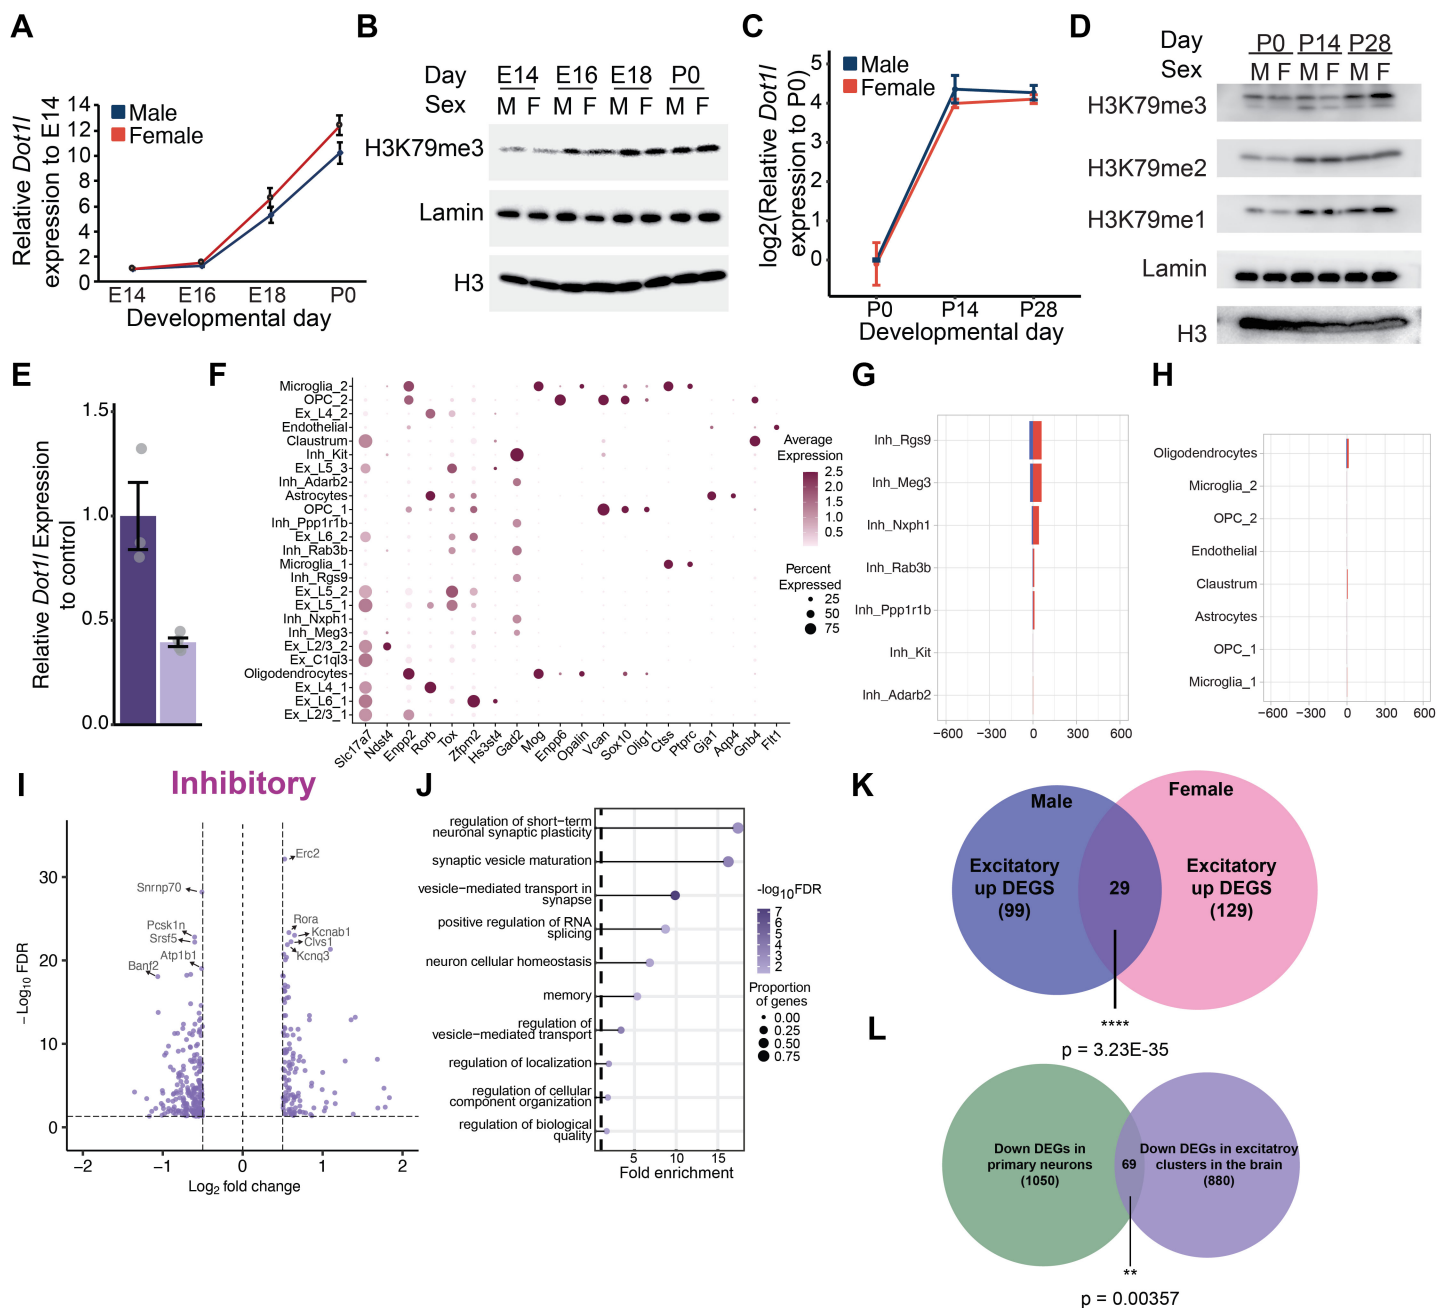 A
Relative Dot1l
expression to E14
14
12
10
8
6
4
2
0
Male
Female
E14
E16
E18
P0
Developmental day
B
Day
E14
E16
E18
P0
Sex
M
F
M
F
M
F
M
F
H3K79me3
Lamin
H3
C
log2(Relative Dot1l
expression to P0)
5
4
3
2
1
0
Male
Female
P0
P14
P28
Developmental day
D
Day
P0
P14
P28
Sex
M
F
M
F
M
F
H3K79me3
H3K79me2
H3K79me1
Lamin
H3
E
Relative Dot1l Expression
to control
1.5
1.0
0.5
0.0
F
Microglia_2
OPC_2
Ex_L4_2
Endothelial
Claustrum
Inh_Kit
Ex_L5_3
Inh_Adarb2
Astrocytes
OPC_1
Inh_Ppp1r1b
Ex_L6_2
Inh_Rab3b
Microglia_1
Inh_Rgs9
Ex_L5_2
Ex_L5_1
Inh_Nxph1
Inh_Meg3
Ex_L2/3_2
Ex_C1ql3
Oligodendrocytes
Ex_L4_1
Ex_L6_1
Ex_L2/3_1
Slc17a7
Ndst4
Enpp2
Rorb
Tox
Zfpm2
Hs3st4
Gad2
Mog
Enpp6
Opalin
Vcan
Sox10
Olig1
Ctss
Ptprc
Gja1
Aqp4
Gnb4
Flt1
Average
Expression
2.5
2.0
1.5
1.0
0.5
Percent
Expressed
25
50
75
G
Inh_Rgs9
Inh_Meg3
Inh_Nxph1
Inh_Rab3b
Inh_Ppp1r1b
Inh_Kit
Inh_Adarb2
−600
−300
0
300
600
H
Oligodendrocytes
Microglia_2
OPC_2
Endothelial
Claustrum
Astrocytes
OPC_1
Microglia_1
−600
−300
0
300
600
I
Inhibitory
− Log10 FDR
30
20
10
0
Erc2
Snrnp70
Rora
Pcsk1n
Kcnab1
Srsf5
Clvs1
Atp1b1
Kcnq3
Banf2
−2
−1
0
1
2
Log2 fold change
J
regulation of short−term
neuronal synaptic plasticity
synaptic vesicle maturation
vesicle−mediated transport in
synapse
positive regulation of RNA
splicing
neuron cellular homeostasis
memory
regulation of
vesicle−mediated transport
regulation of localization
regulation of cellular
component organization
regulation of biological
quality
5
10
15
Fold enrichment
-log10FDR
7
6
5
4
3
2
Proportion
of genes
0.00
0.25
0.50
0.75
K
Male
Female
Excitatory
up DEGS
(99)
29
Excitatory
up DEGS
(129)
****
p = 3.23E-35
L
Down DEGs in
primary neurons
(1050)
69
Down DEGs in excitatroy
clusters in the brain
(880)
**
p = 0.00357